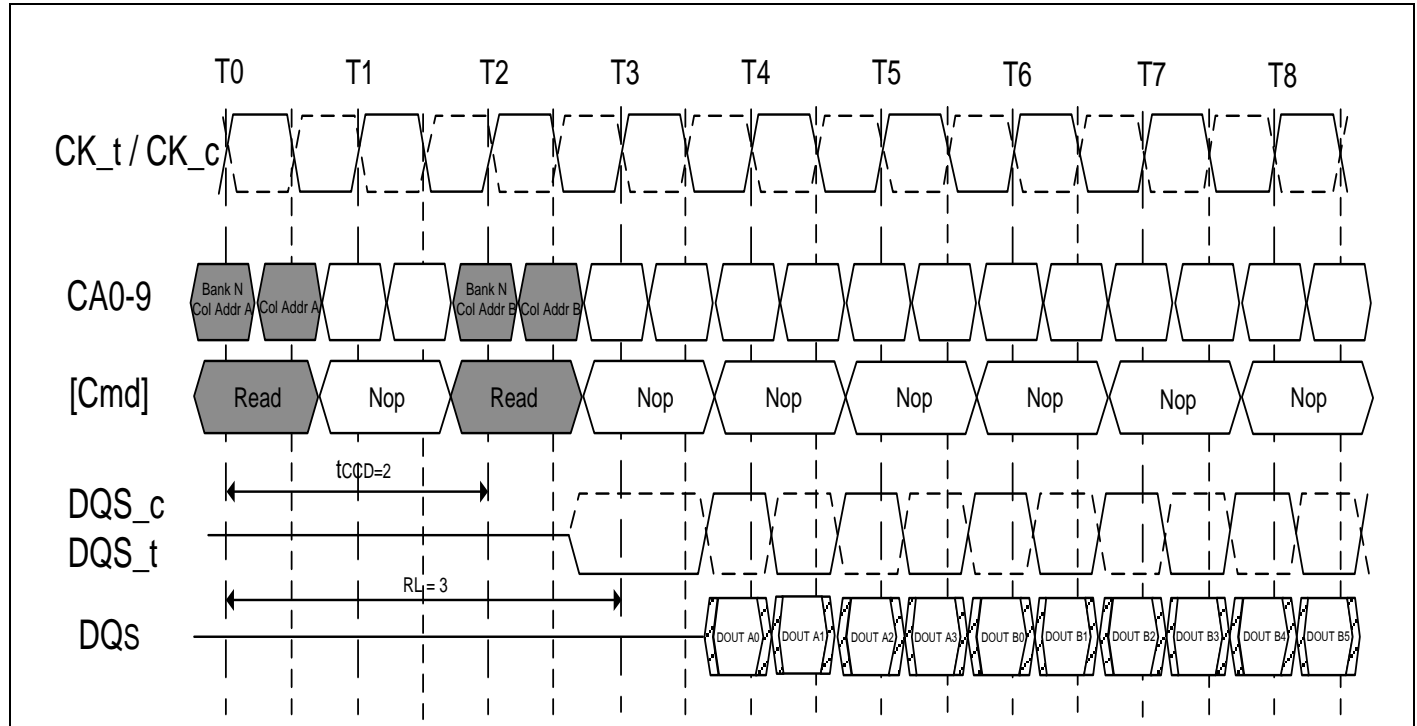 T0 T1 T2 T3 T4 T5 T6 T7 T8
CK_t / CK_c
CA0-9
Bank N
Col Addr A
Col Addr A
Bank N
Col Addr B
Col Addr B
[Cmd]
Read Nop Read Nop Nop Nop Nop Nop Nop
tCCD=2
DQS_c
DQS_t
RL = 3
DQs
DOUT A0 DOUT A1 DOUT A2 DOUT A3 DOUT B0 DOUT B1 DOUT B2 DOUT B3 DOUT B4 DOUT B5